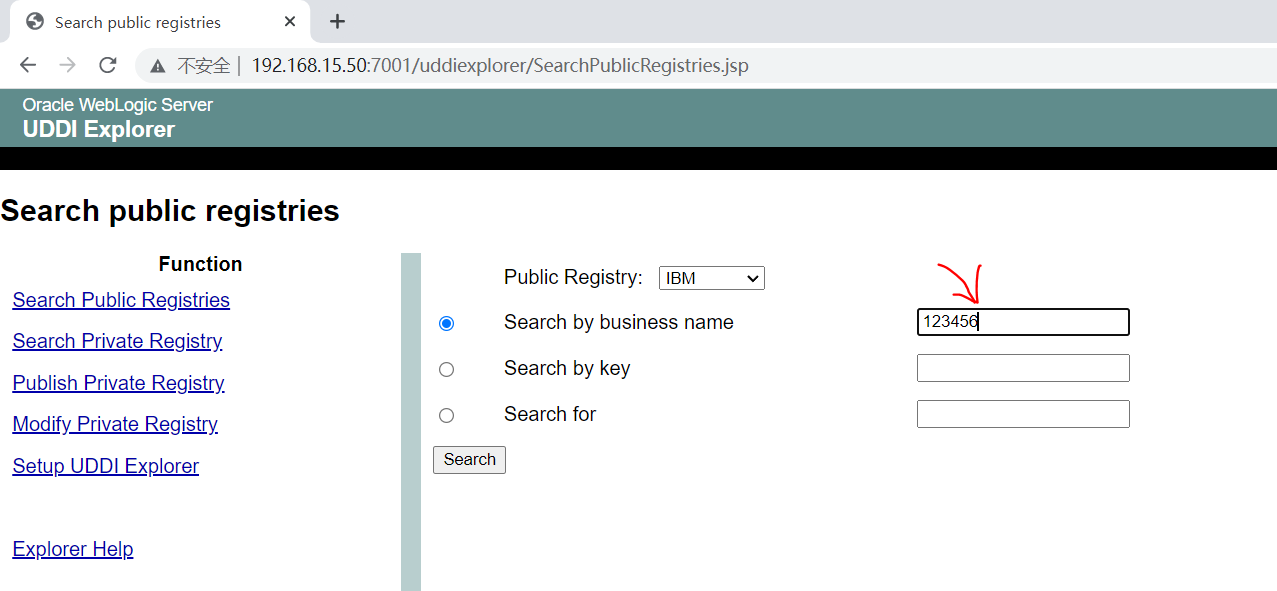 Search public registries
不安全 | 192.168.15.50:7001/uddiexplorer/SearchPublicRegistries.jsp
Oracle WebLogic Server
UDDI Explorer
Search public registries
Function
Search Public Registries
Search Private Registry
Publish Private Registry
Modify Private Registry
Setup UDDI Explorer
Explorer Help
Public Registry: IBM
Search by business name 123456
Search by key
Search for
Search